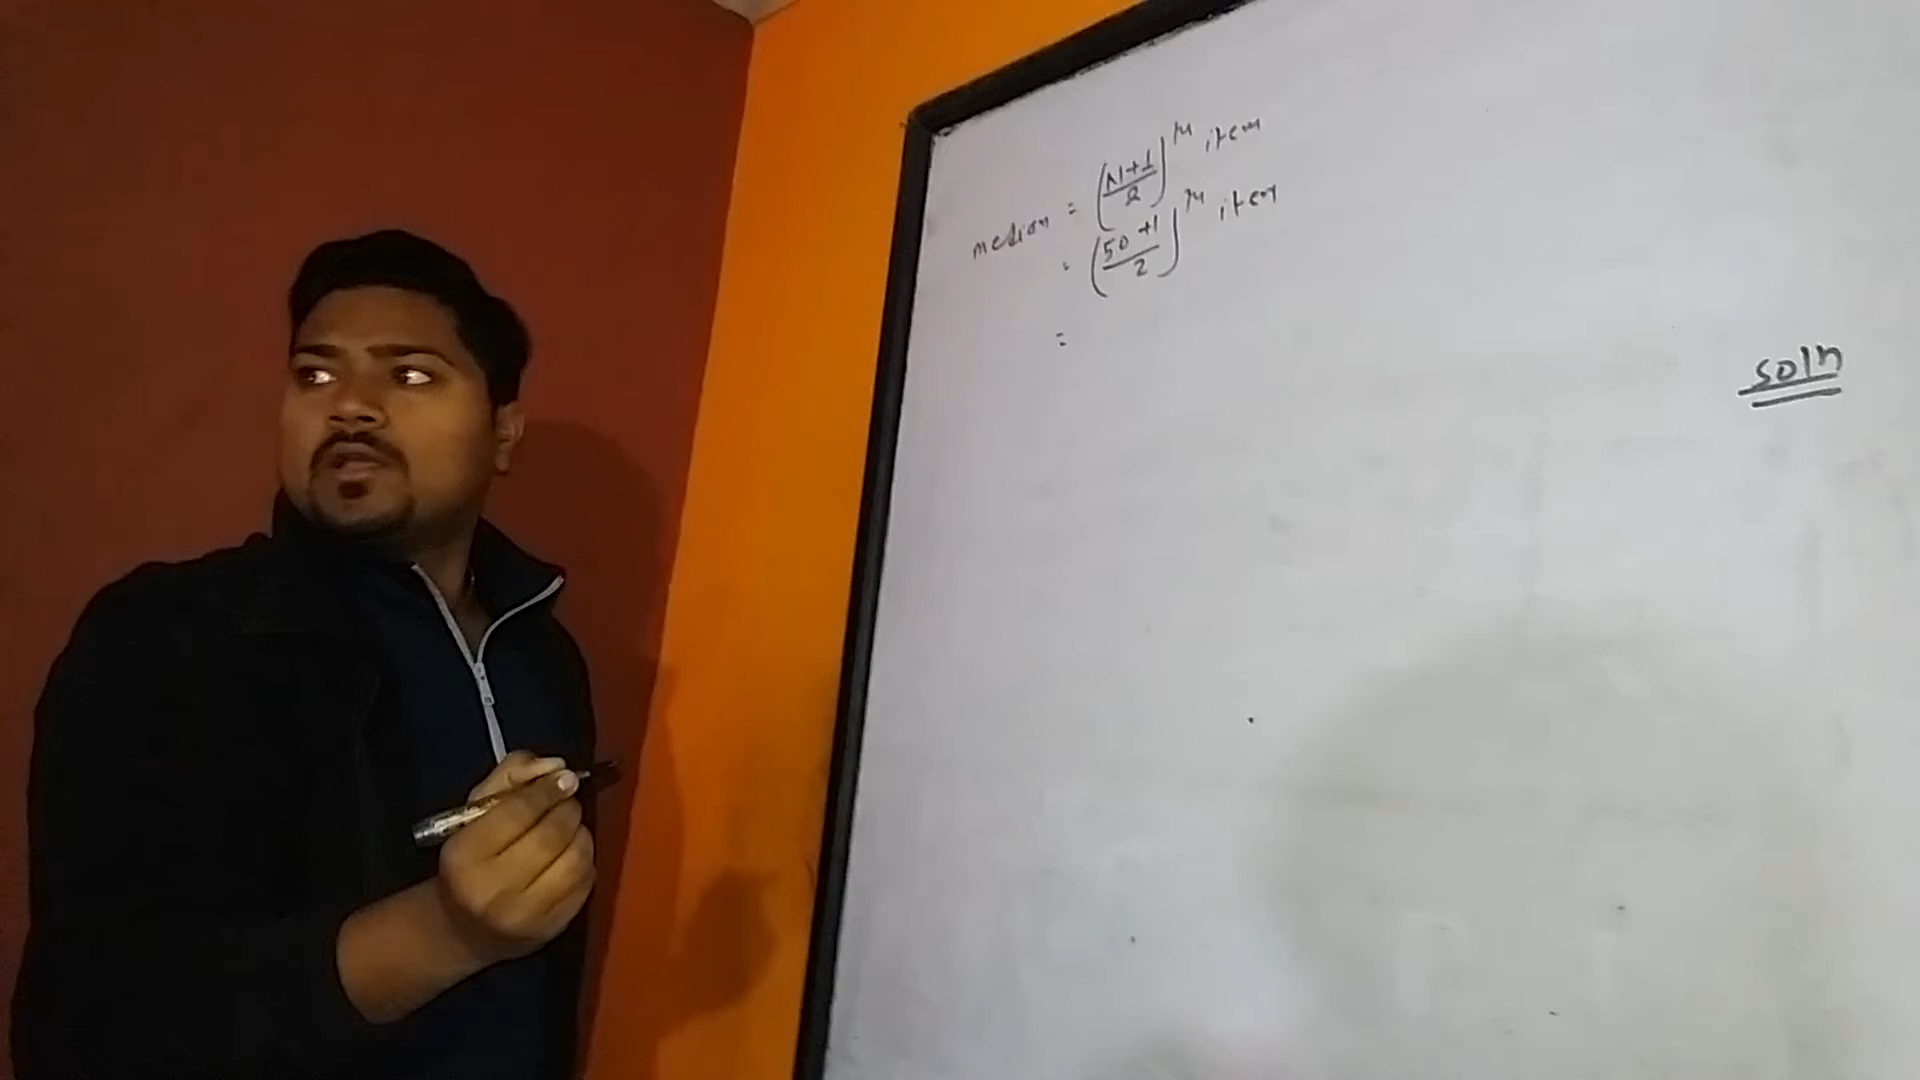 median = (N+1/2)th item
= (50+1/2)th item
=
soln